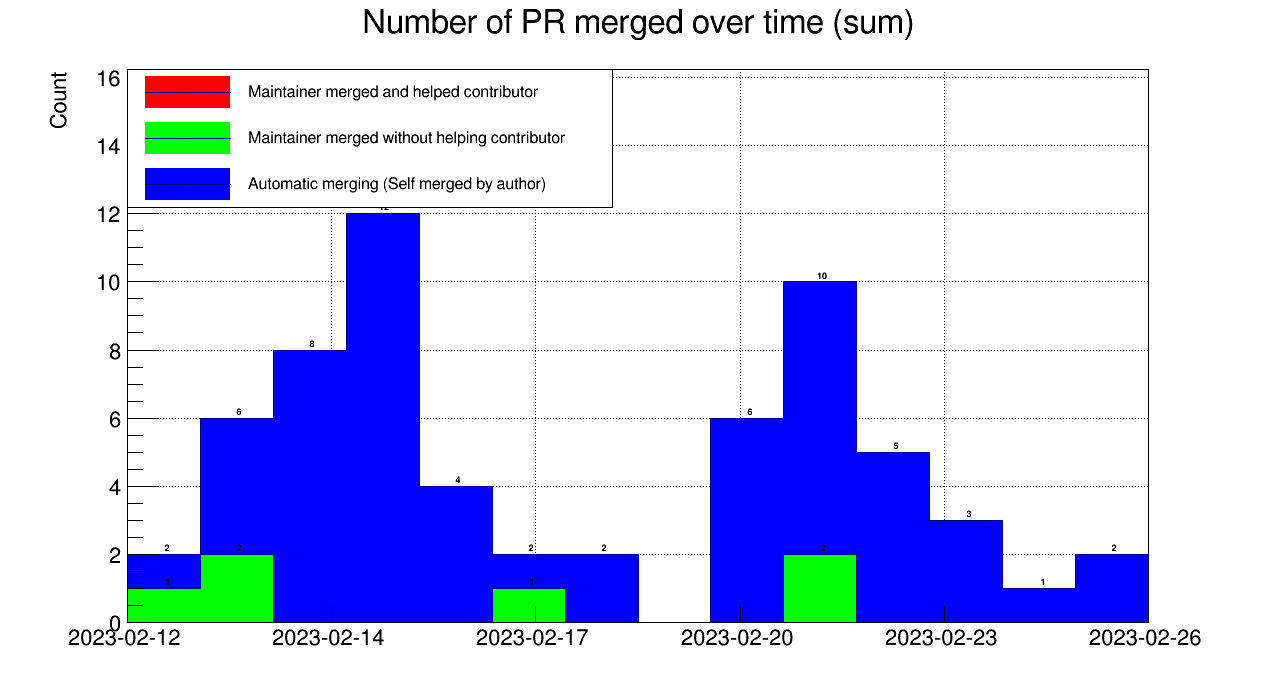 Number of PR merged over time (sum)
Count
16
14
12
10
8
6
4
2
0
Maintainer merged and helped contributor
Maintainer merged without helping contributor
Automatic merging (Self merged by author)
2 6 8 12 4 2 2 6 10 5 3 1 2
1 2 1 2
2023-02-12 2023-02-14 2023-02-17 2023-02-20 2023-02-23 2023-02-26